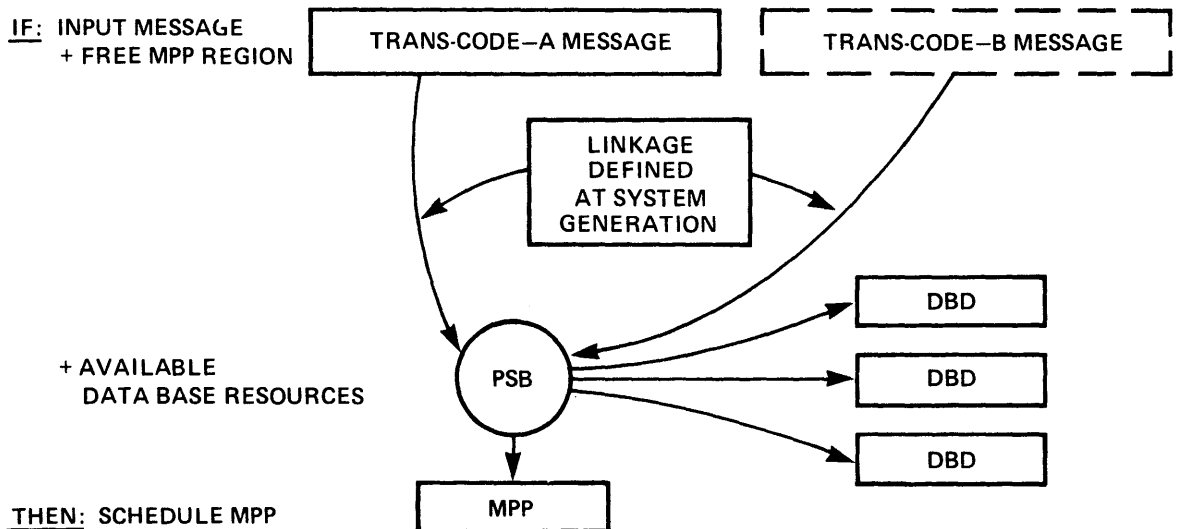 IF: INPUT MESSAGE
+ FREE MPP REGION
TRANS-CODE–A MESSAGE
TRANS-CODE–B MESSAGE
LINKAGE
DEFINED
AT SYSTEM
GENERATION
DBD
+ AVAILABLE
DATA BASE RESOURCES
PSB
DBD
DBD
THEN: SCHEDULE MPP
MPP